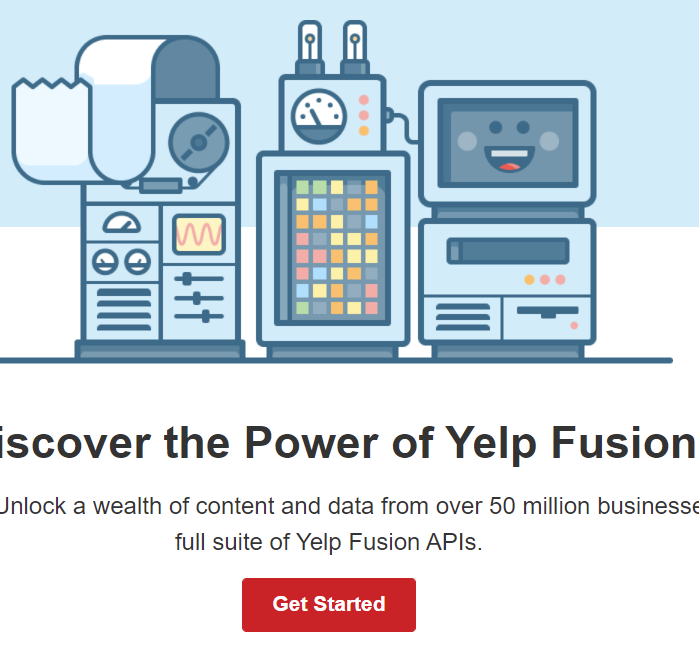 iscover the Power of Yelp Fusion
Unlock a wealth of content and data from over 50 million businesse
full suite of Yelp Fusion APIs.
Get Started